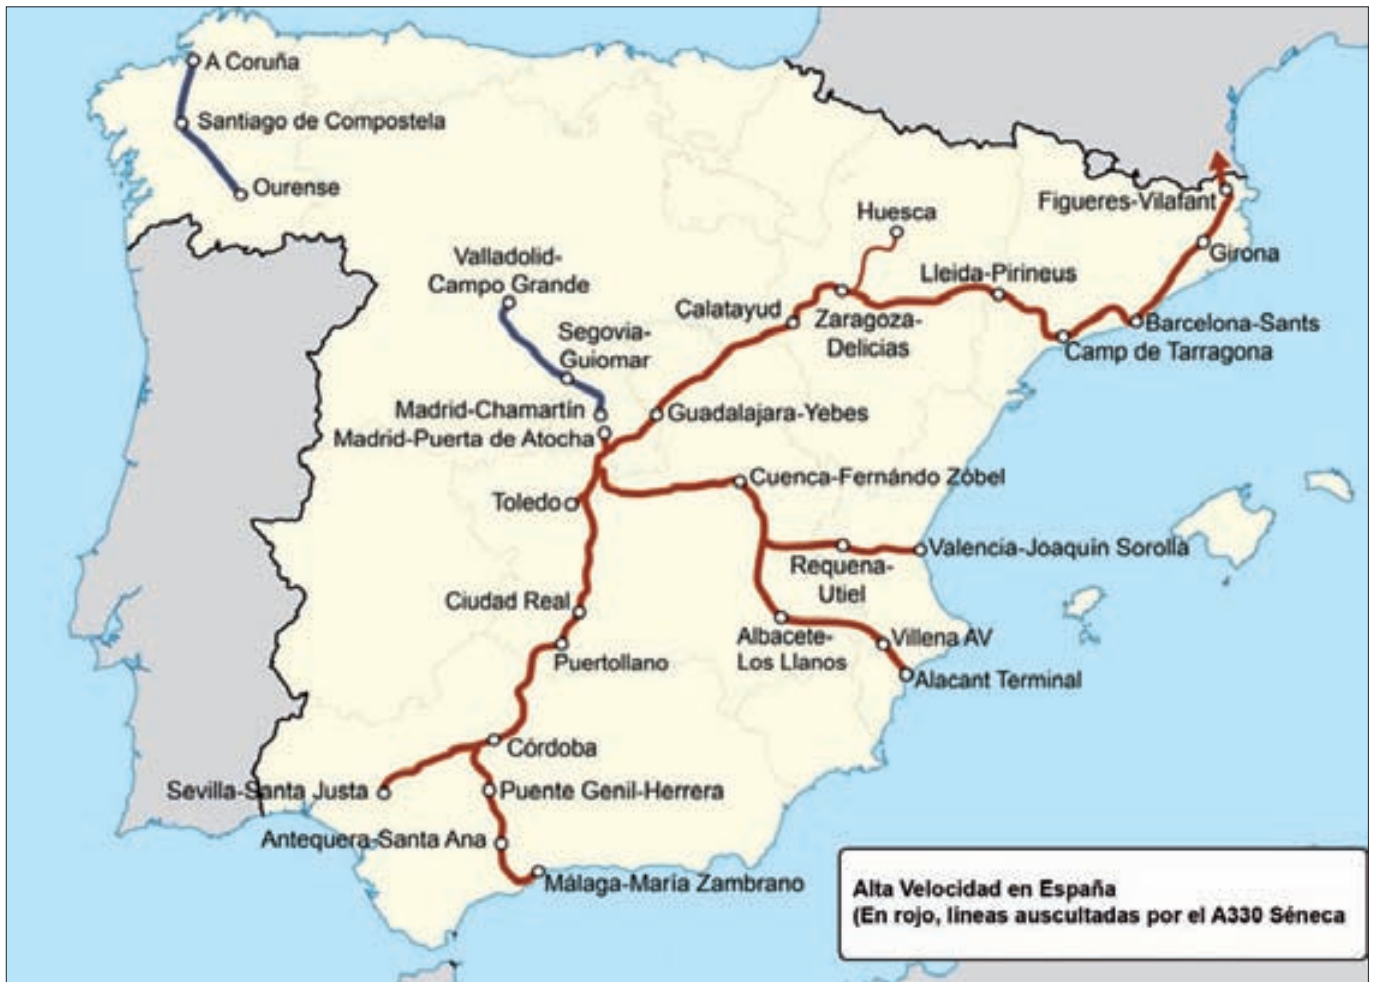 A Coruña
Santiago de Compostela
Ourense
Figueres-Vilafant
Huesca
Girona
Valladolid-
Campo Grande
Lleida-Pirineus
Calatayud
Zaragoza-
Delicias
Barcelona-Sants
Camp de Tarragona
Segovia-
Guiomar
Madrid-Chamartín
Guadalajara-Yebes
Madrid-Puerta de Atocha
Cuenca-Fernándo Zóbel
Toledo
Valencia-Joaquín Sorolla
Requena-
Utiel
Ciudad Real
Albacete-
Los Llanos
Villena AV
Puertollano
Alacant Terminal
Córdoba
Sevilla-Santa Justa
Puente Genil-Herrera
Antequera-Santa Ana
Málaga-María Zambrano
Alta Velocidad en España
(En rojo, líneas auscultadas por el A330 Séneca